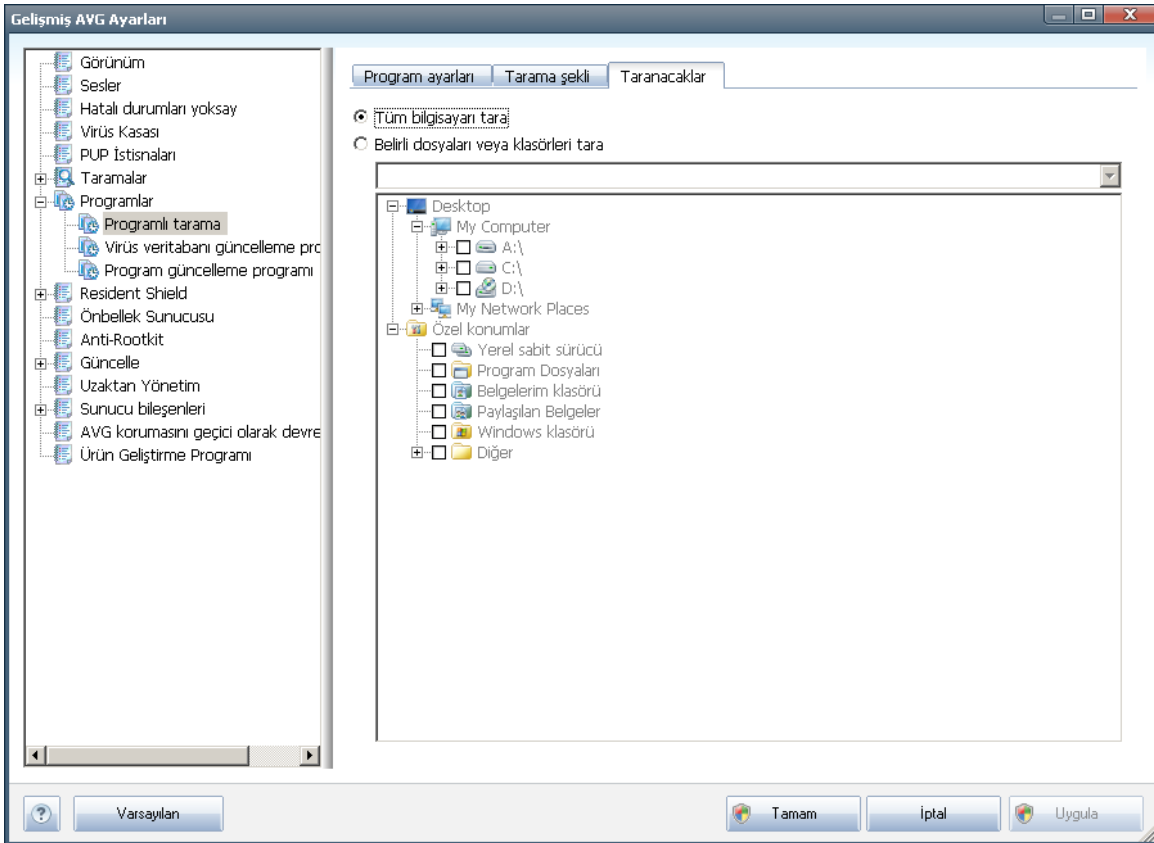 Gelişmiş AVG Ayarları
Görünüm
Sesler
Hatalı durumları yoksay
Virüs Kasası
PUP İstisnaları
Taramalar
Programlar
Programlı tarama
Virüs veritabanı güncelleme pro
Program güncelleme programı
Resident Shield
Önbellek Sunucusu
Anti-Rootkit
Güncelle
Uzaktan Yönetim
Sunucu bileşenleri
AVG korumasını geçici olarak devre
Ürün Geliştirme Programı
Program ayarları
Tarama şekli
Taranacaklar
Tüm bilgisayarı tara
Belirli dosyaları veya klasörleri tara
Desktop
My Computer
A:\
C:\
D:\
My Network Places
Özel konumlar
Yerel sabit sürücü
Program Dosyaları
Belgelerim klasörü
Paylaşılan Belgeler
Windows klasörü
Diğer
Varsayılan
Tamam
İptal
Uygula